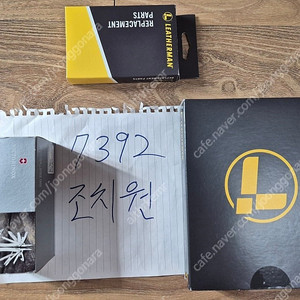 LEATHERMAN
REPLACEMENT
PARTS
7392
조치원
cafe.naver.com/joonggonara